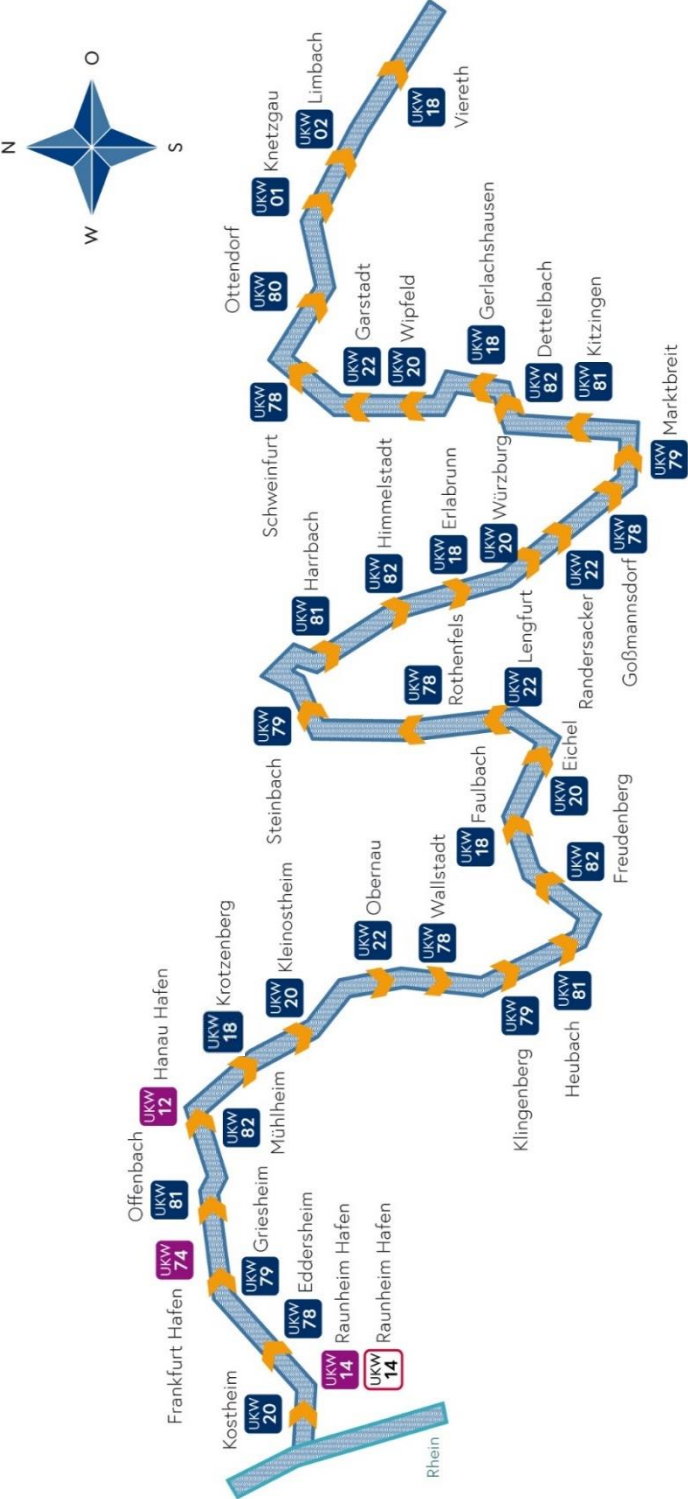 N
W
O
S
Rhein
Kostheim
UKW
20
UKW
14
Raunheim Hafen
UKW
14
Raunheim Hafen
UKW
78
Eddersheim
UKW
79
Griesheim
Frankfurt Hafen
UKW
74
Offenbach
UKW
81
UKW
82
Mühlheim
UKW
12
Hanau Hafen
UKW
18
Krotzenberg
UKW
20
Kleinostheim
UKW
22
Obernau
UKW
78
Wallstadt
Klingenberg
UKW
79
Heubach
UKW
81
UKW
82
Freudenberg
UKW
18
Faulbach
UKW
20
Eichel
UKW
22
Lengfurt
UKW
78
Rothenfels
Steinbach
UKW
79
UKW
81
Harrbach
UKW
82
Himmelstadt
UKW
18
Erlabrunn
UKW
20
Würzburg
UKW
22
Randersacker
UKW
78
Goßmannsdorf
UKW
79
Marktbreit
UKW
81
Kitzingen
UKW
82
Dettelbach
UKW
18
Gerlachshausen
UKW
20
Wipfeld
UKW
22
Garstadt
Schweinfurt
UKW
78
UKW
80
Ottendorf
UKW
01
Knetzgau
UKW
02
Limbach
UKW
18
Viereth